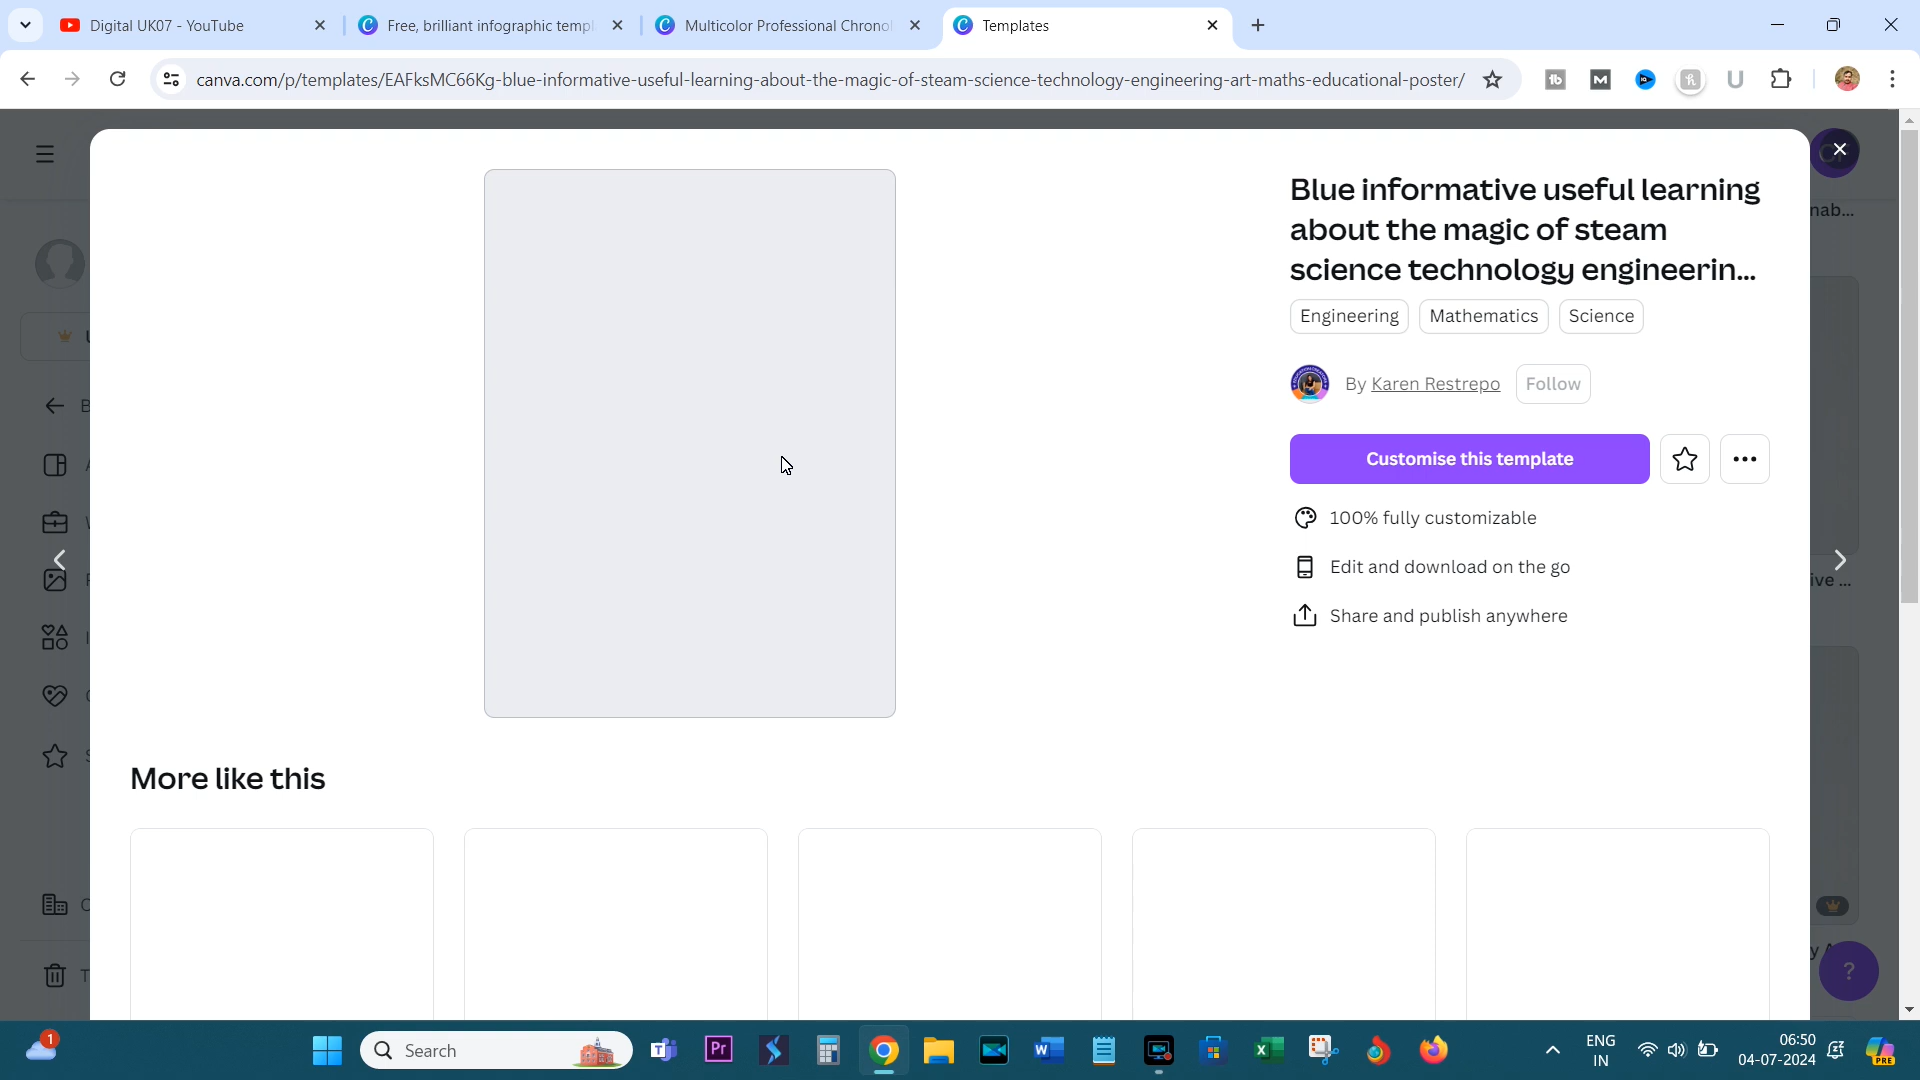 Digital UK07 - YouTube
Free, brilliant infographic templ
Multicolor Professional Chronol
Templates
canva.com/p/templates/EAFksMC66Kg-blue-informative-useful-learning-about-the-magic-of-steam-science-technology-engineering-art-maths-educational-poster/
Blue informative useful learning
about the magic of steam
science technology engineerin...
Engineering
Mathematics
Science
By Karen Restrepo
Follow
Customise this template
100% fully customizable
Edit and download on the go
Share and publish anywhere
nab...
ive ...
More like this
?
1
Search
ENG
IN
06:50
04-07-2024
PRE